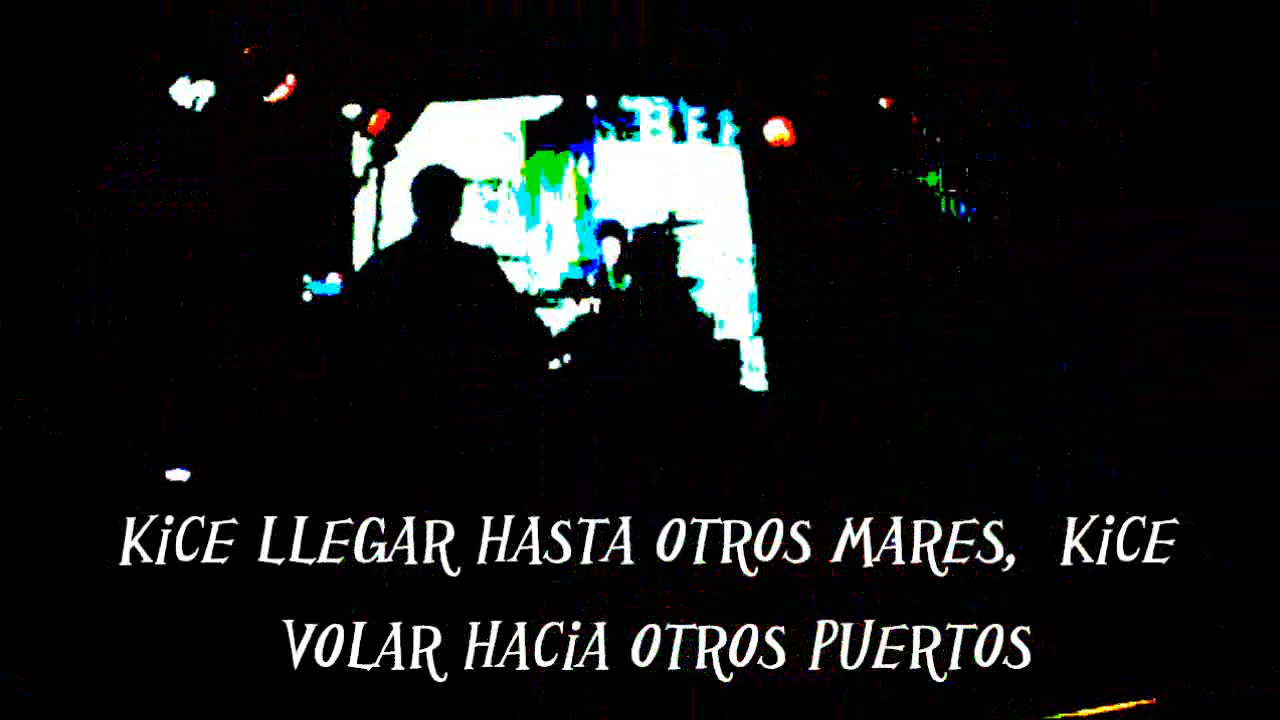 KiCE LLEGAR HASTA OTROS MARES, KiCE
VOLAR HACiA OTROS PUERTOS